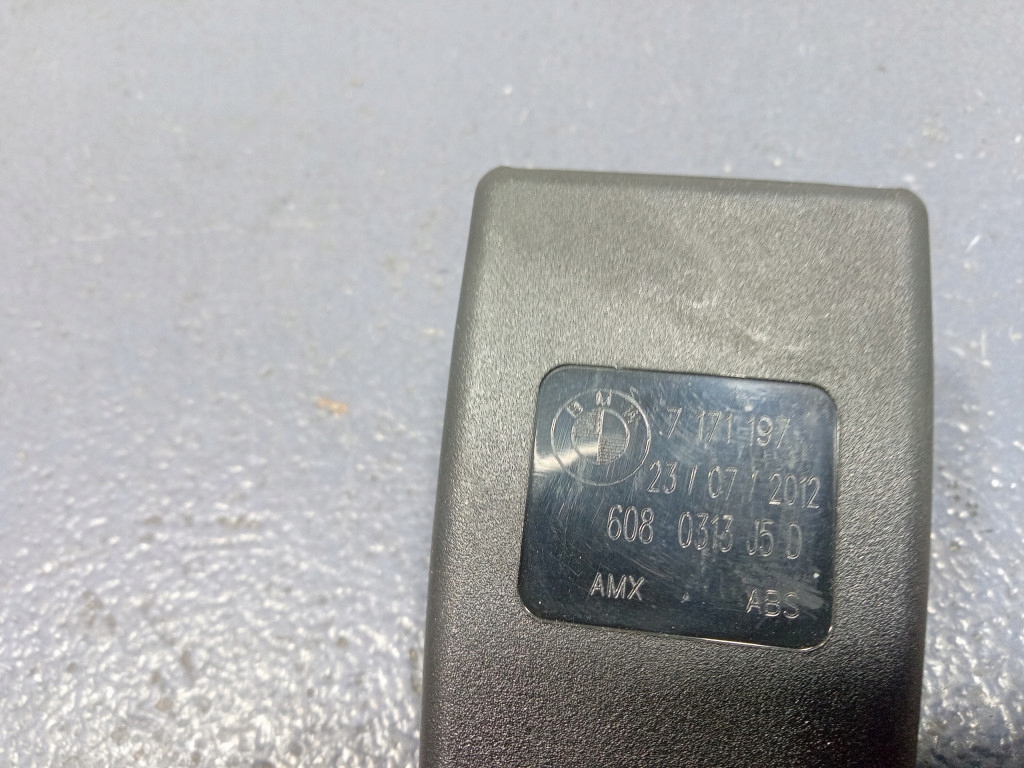 BMW
7 171 197
23 / 07 / 2012
608 0313 J5 D
AMX ABS